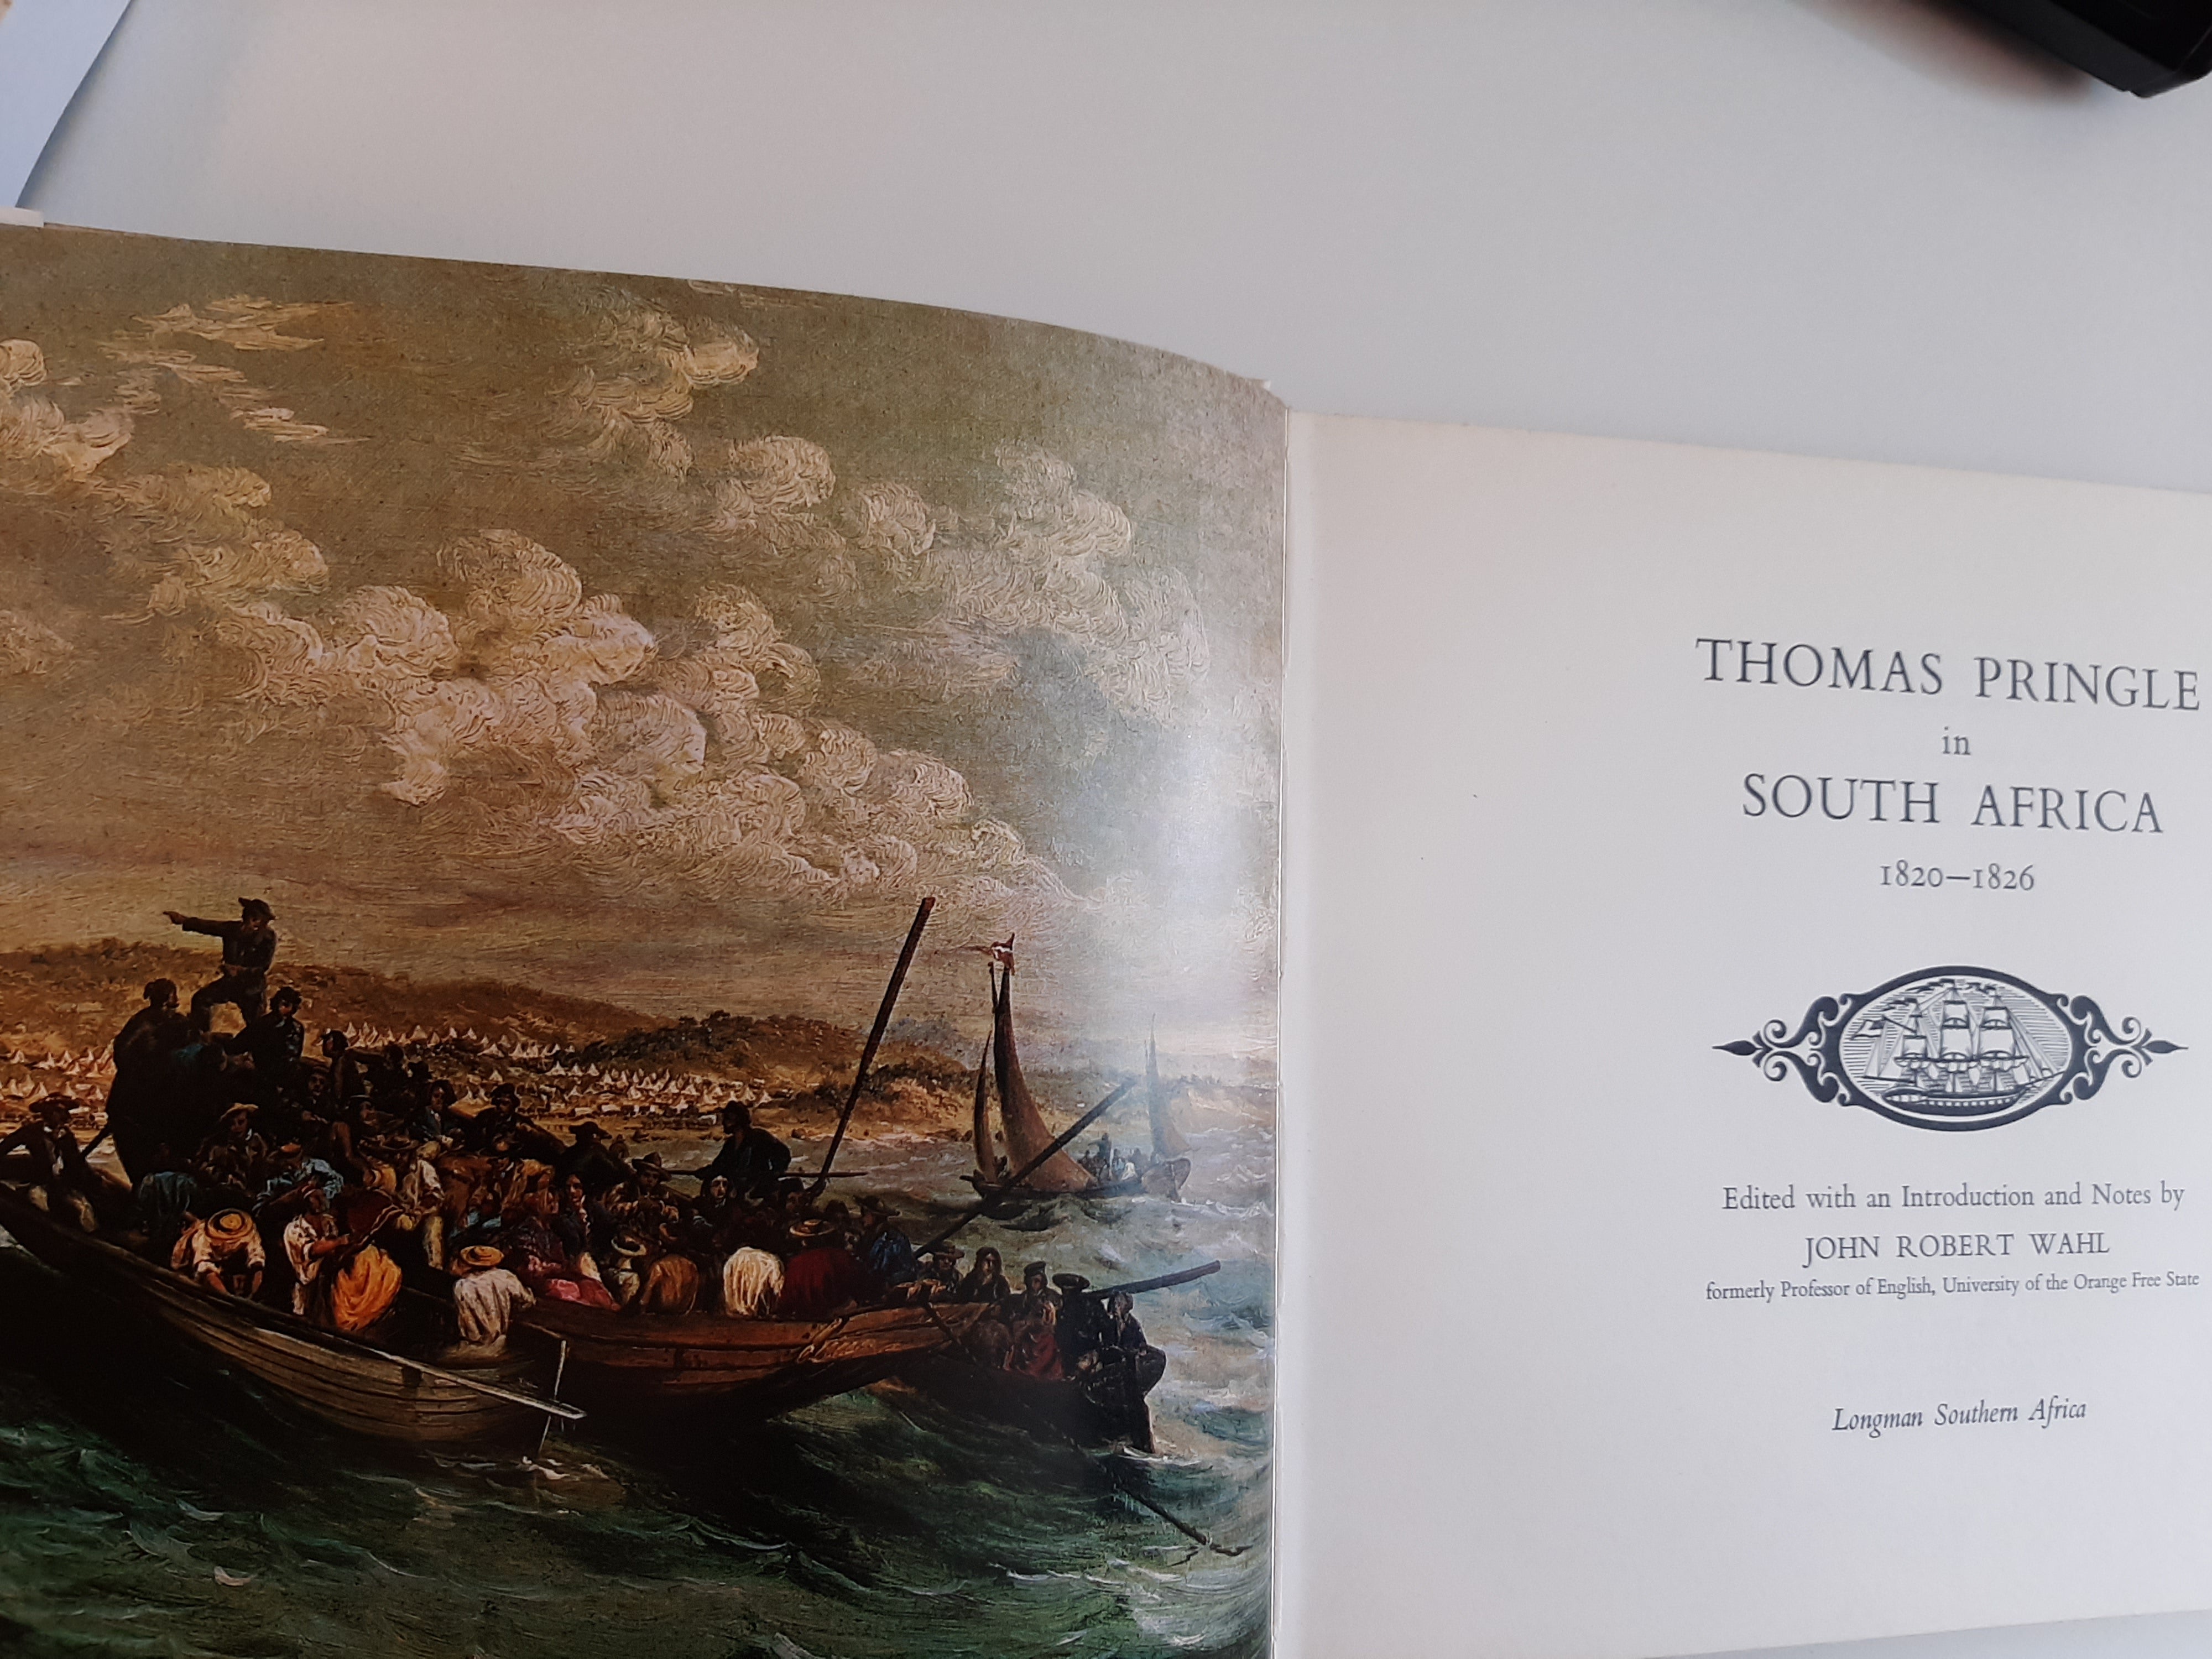 THOMAS PRINGLE
in
SOUTH AFRICA
1820—1826
Edited with an Introduction and Notes by
JOHN ROBERT WAHL
formerly Professor of English, University of the Orange Free State
Longman Southern Africa